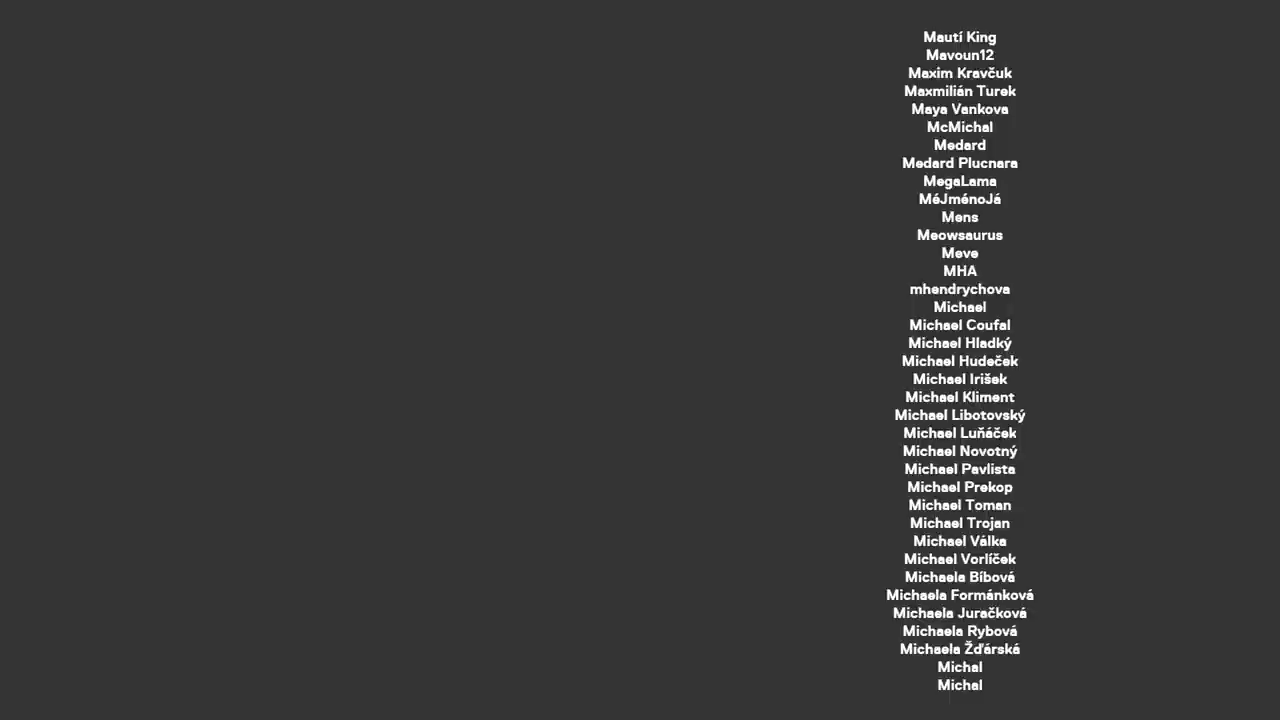 Mautí King
Mavoun12
Maxim Kravčuk
Maxmilián Turek
Maya Vankova
McMichal
Medard
Medard Plucnara
MegaLama
MéJménoJá
Mens
Meowsaurus
Meve
MHA
mhendrychova
Michael
Michael Coufal
Michael Hladký
Michael Hudeček
Michael Irišek
Michael Kliment
Michael Libotovský
Michael Luňáček
Michael Novotný
Michael Pavlista
Michael Prekop
Michael Toman
Michael Trojan
Michael Válka
Michael Vorlíček
Michaela Bíbová
Michaela Formánková
Michaela Juračková
Michaela Rybová
Michaela Žďárská
Michal
Michal